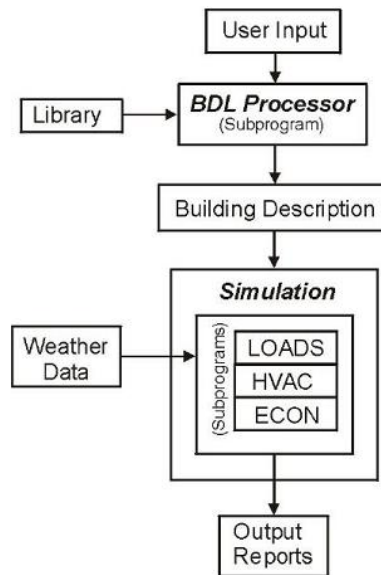 User Input
BDL Processor
(Subprogram)
Library
Building Description
Simulation
Weather
Data
(Subprograms)
LOADS
HVAC
ECON
Output
Reports